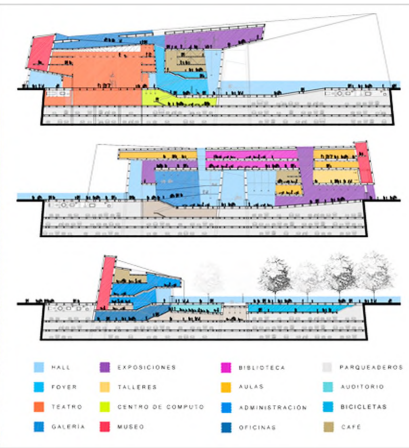 HALL
EXPOSICIONES
BIBLIOTECA
PARQUEADEROS
FOYER
TALLERES
AULAS
AUDITORIO
TEATRO
CENTRO DE COMPUTO
ADMINISTRACIÓN
BICICLETAS
GALERIA
MUSEO
OFICINAS
CAFÉ